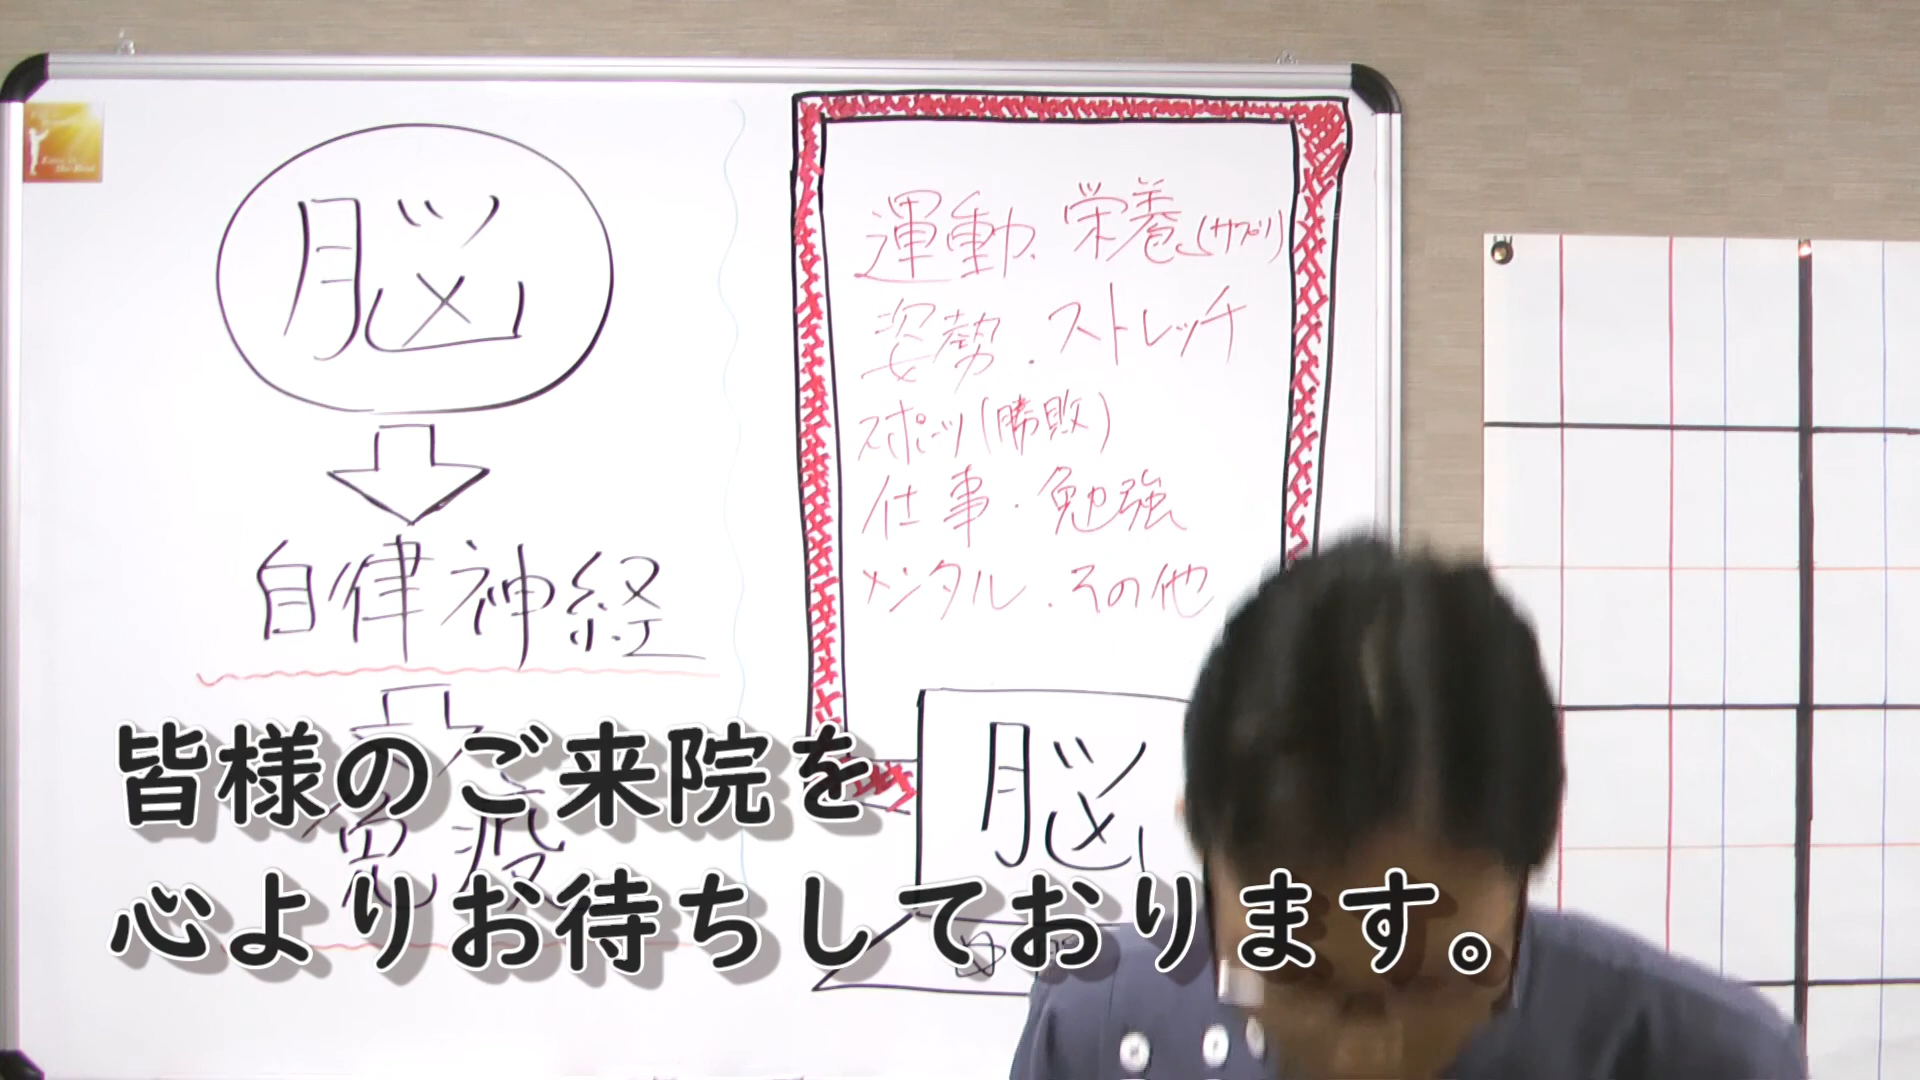 脳
自律神経
免疫
運動、栄養(サプリ)
姿勢・ストレッチ
スポーツ(勝敗)
仕事・勉強
メンタル・その他
脳
皆様のご来院を
心よりお待ちしております。